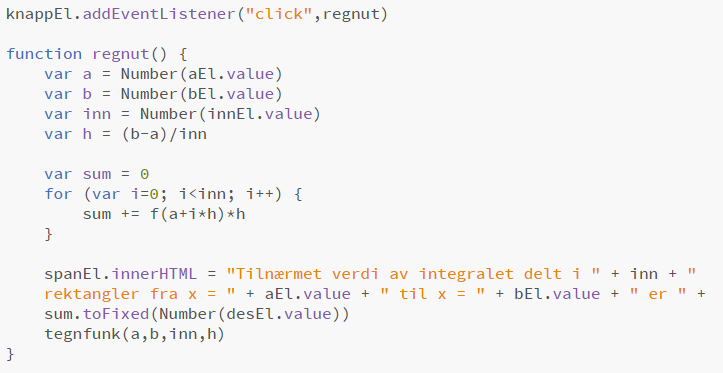 knappEl.addEventListener("click",regnut)
function regnut() {
    var a = Number(aEl.value)
    var b = Number(bEl.value)
    var inn = Number(innEl.value)
    var h = (b-a)/inn
    var sum = 0
    for (var i=0; i<inn; i++) {
        sum += f(a+i*h)*h
    }
    spanEl.innerHTML = "Tilnærmet verdi av integralet delt i " + inn + "
    rektangler fra x = " + aEl.value + " til x = " + bEl.value + " er " +
    sum.toFixed(Number(desEl.value))
    tegnfunk(a,b,inn,h)
}